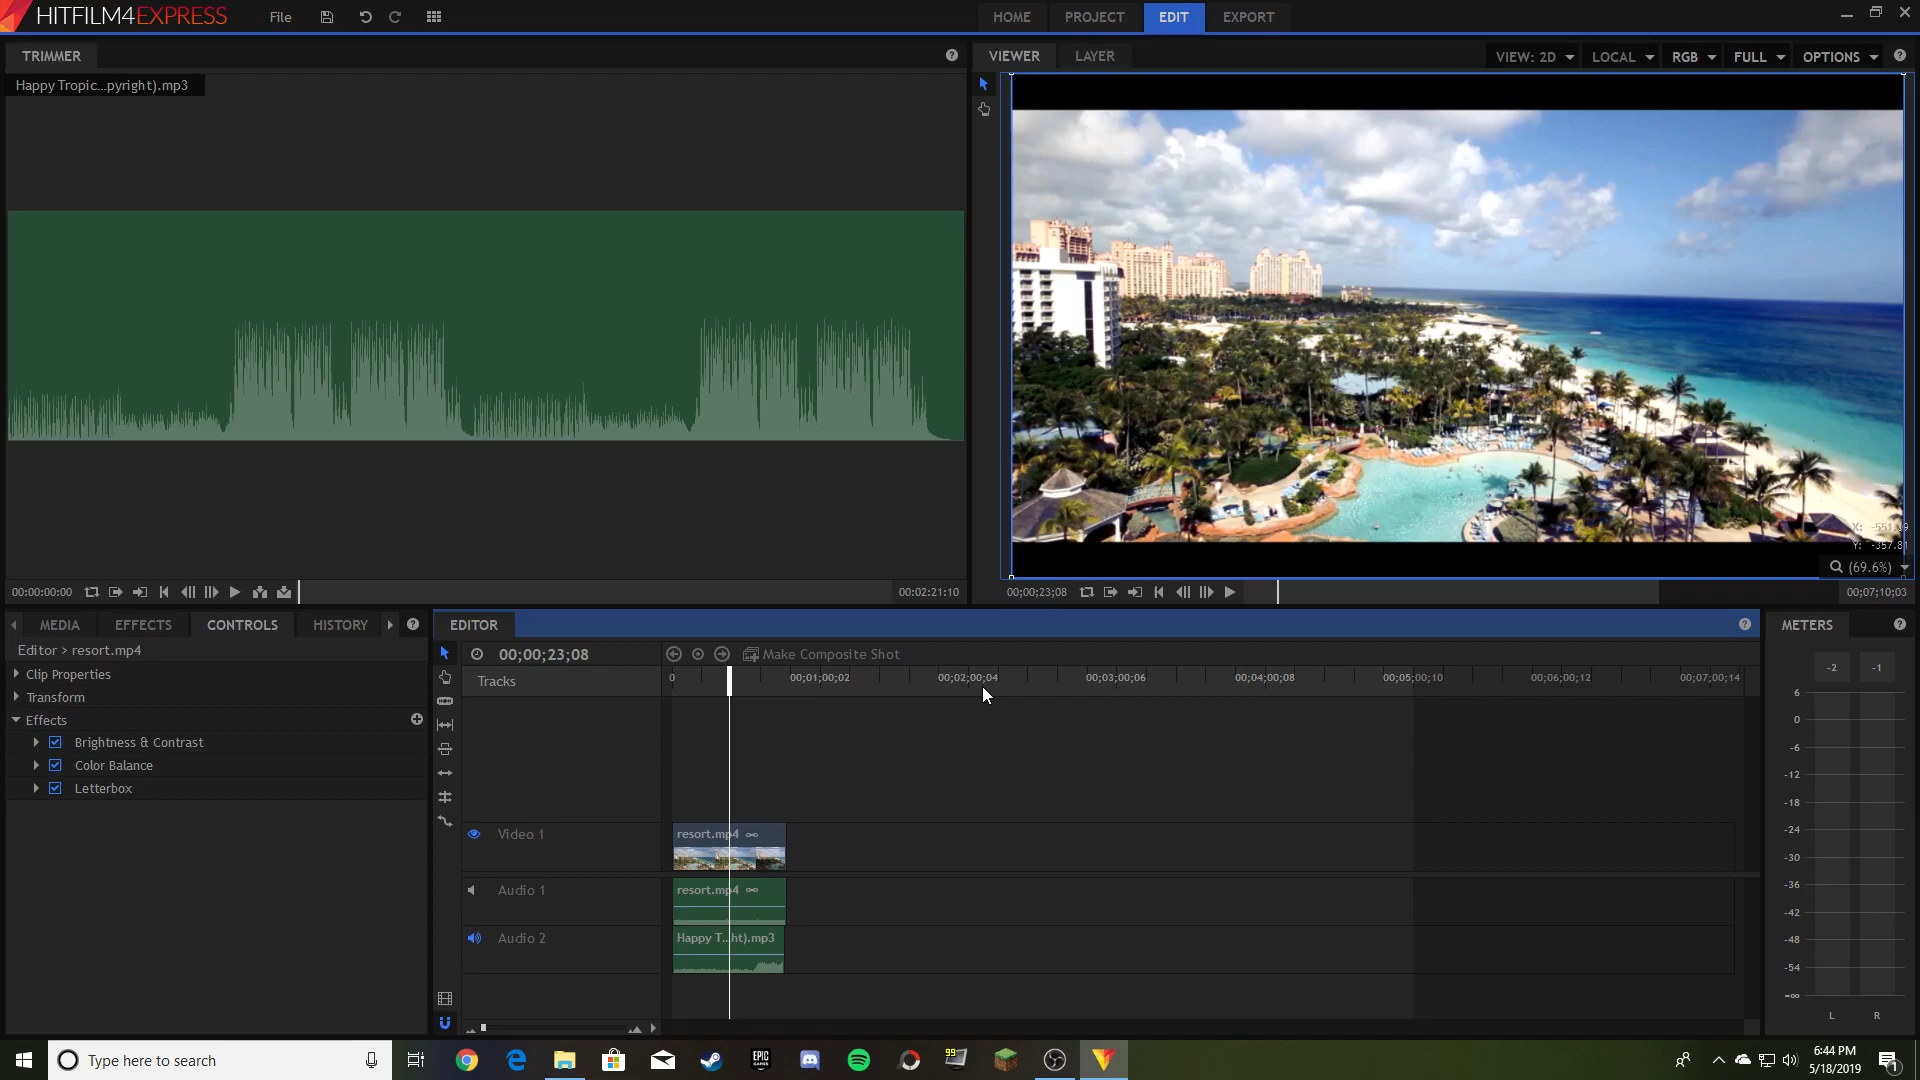 HITFILM4EXPRESS
File
HOME
PROJECT
EDIT
EXPORT
TRIMMER
Happy Tropic...pyright).mp3
VIEWER
LAYER
VIEW: 2D
LOCAL
RGB
FULL
OPTIONS
Y: -357.81
(69.6%)
00:00:00:00
00:02:21:10
00;00;23;08
00;07;10;03
MEDIA
EFFECTS
CONTROLS
HISTORY
Editor > resort.mp4
Clip Properties
Transform
Effects
Brightness & Contrast
Color Balance
Letterbox
EDITOR
00;00;23;08
Make Composite Shot
Tracks
0
00;01;00;02
00;02;00;04
00;03;00;06
00;04;00;08
00;05;00;10
00;06;00;12
00;07;00;14
Video 1
resort.mp4
Audio 1
resort.mp4
Audio 2
Happy T...ht).mp3
METERS
-2
-1
6
0
-6
-12
-18
-24
-30
-36
-42
-48
-54
-∞
L
R
Type here to search
EPIC
GAMES
99
6:44 PM
5/18/2019
1